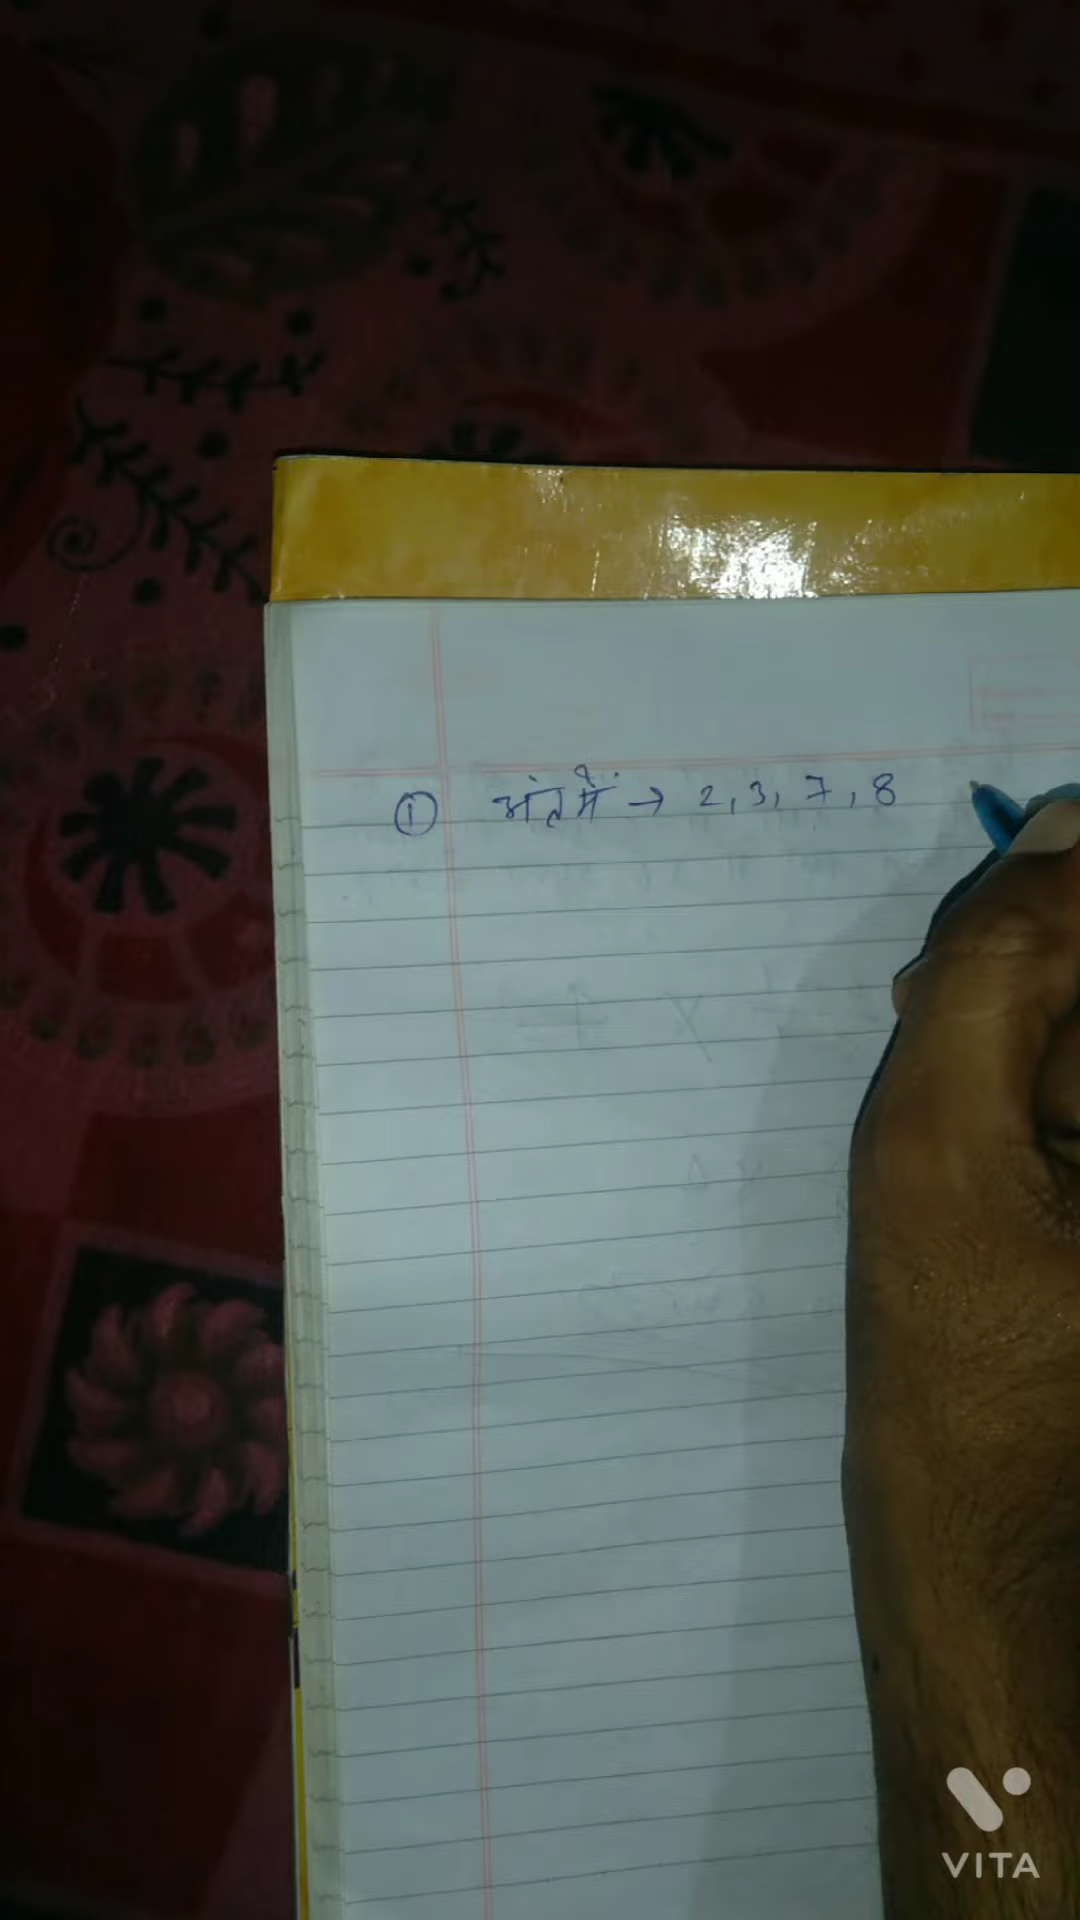 ① अंत में → 2, 3, 7, 8
VITA